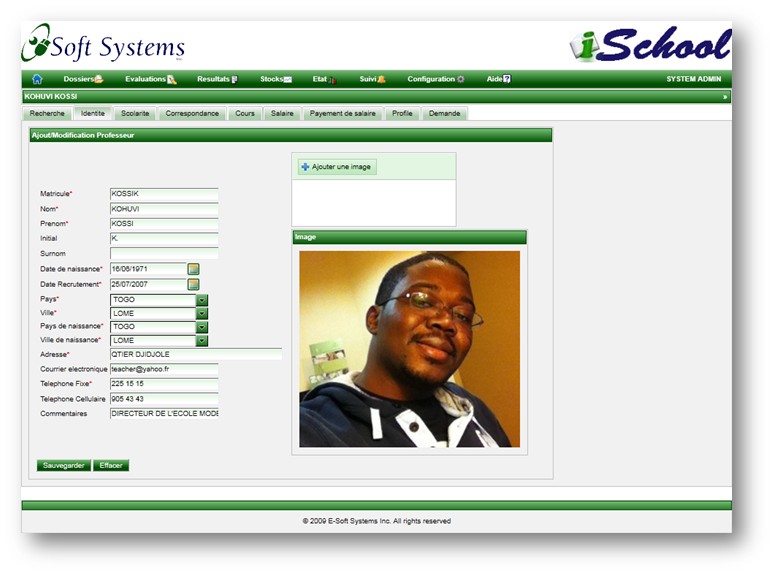 Soft Systems
Inc.
iSchool
Dossiers Evaluations Resultats Stocks Etat Suivi Configuration Aide SYSTEM ADMIN
KOHUVI KOSSI »
Recherche Identite Scolarite Correspondance Cours Salaire Payement de salaire Profile Demande
Ajout/Modification Professeur
Ajouter une image
Matricule* KOSSIK
Nom* KOHUVI
Prenom* KOSSI
Initial K.
Surnom
Date de naissance* 16/06/1971
Date Recrutement* 25/07/2007
Pays* TOGO
Ville* LOME
Pays de naissance* TOGO
Ville de naissance* LOME
Adresse* QTIER DJIDJOLE
Courrier electronique teacher@yahoo.fr
Telephone Fixe* 225 15 15
Telephone Cellulaire 905 43 43
Commentaires DIRECTEUR DE L'ECOLE MODE
Image
Sauvegarder Effacer
© 2009 E-Soft Systems Inc. All rights reserved